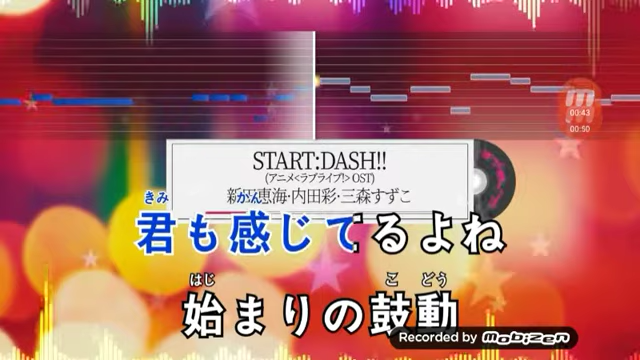 00:43
00:50
START:DASH!!
(アニメ<ラブライブ!> OST)
新田恵海·内田彩·三森すずこ
きみ かん
君も感じてるよね
はじ こ どう
始まりの鼓動
Recorded by mobizen